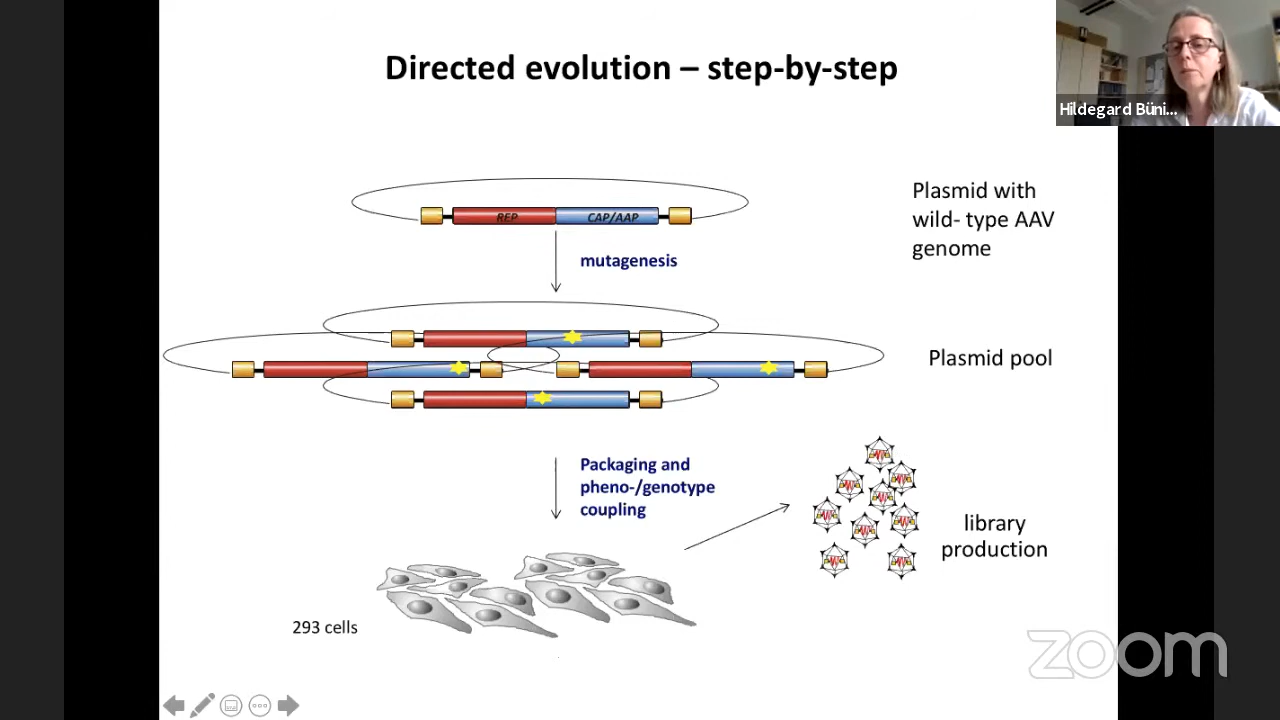 Directed evolution – step-by-step
Hildegard Büni...
REP
CAP/AAP
Plasmid with
wild- type AAV
genome
mutagenesis
Plasmid pool
Packaging and
pheno-/genotype
coupling
library
production
293 cells
zoom